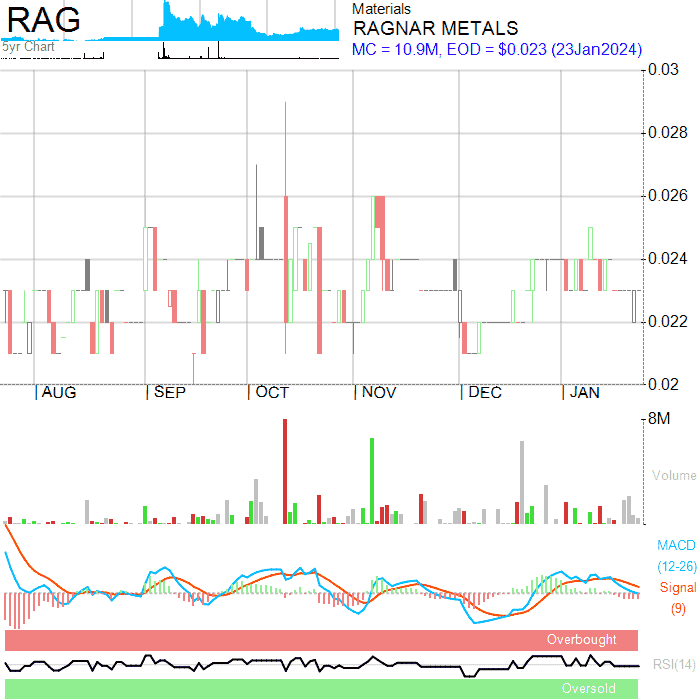 RAG
5yr Chart
Materials
RAGNAR METALS
MC = 10.9M, EOD = $0.023 (23Jan2024)
0.03
0.028
0.026
0.024
0.022
0.02
AUG SEP OCT NOV DEC JAN
8M
Volume
MACD
(12-26)
Signal
(9)
Overbought
RSI(14)
Oversold